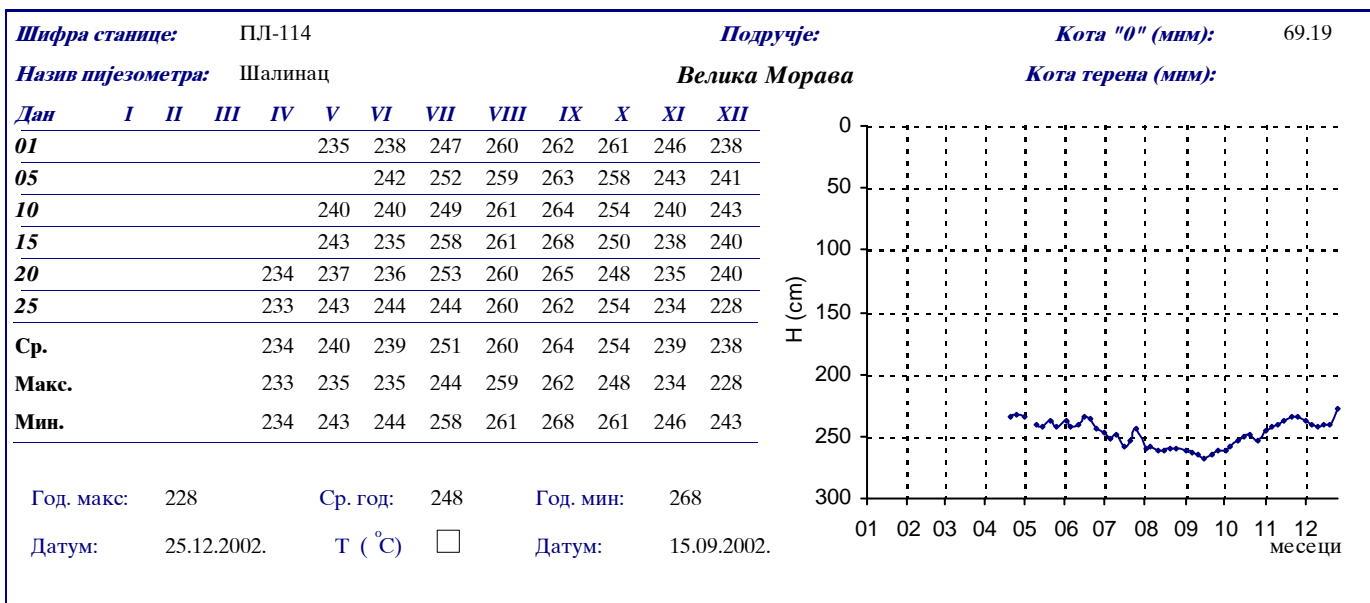 Шифра станице: ПЛ-114 Подручје: Кота "0" (мнм): 69.19
Назив пијезометра: Шалинац Велика Морава Кота терена (мнм):
Дан I II III IV V VI VII VIII IX X XI XII
01 235 238 247 260 262 261 246 238
05 242 252 259 263 258 243 241
10 240 240 249 261 264 254 240 243
15 243 235 258 261 268 250 238 240
20 234 237 236 253 260 265 248 235 240
25 233 243 244 244 260 262 254 234 228
Ср. 234 240 239 251 260 264 254 239 238
Макс. 233 235 235 244 259 262 248 234 228
Мин. 234 243 244 258 261 268 261 246 243
Год. макс: 228 Ср. год: 248 Год. мин: 268
Датум: 25.12.2002. Т (°C) Датум: 15.09.2002.
H (cm)
0
50
100
150
200
250
300
01 02 03 04 05 06 07 08 09 10 11 12
месеци